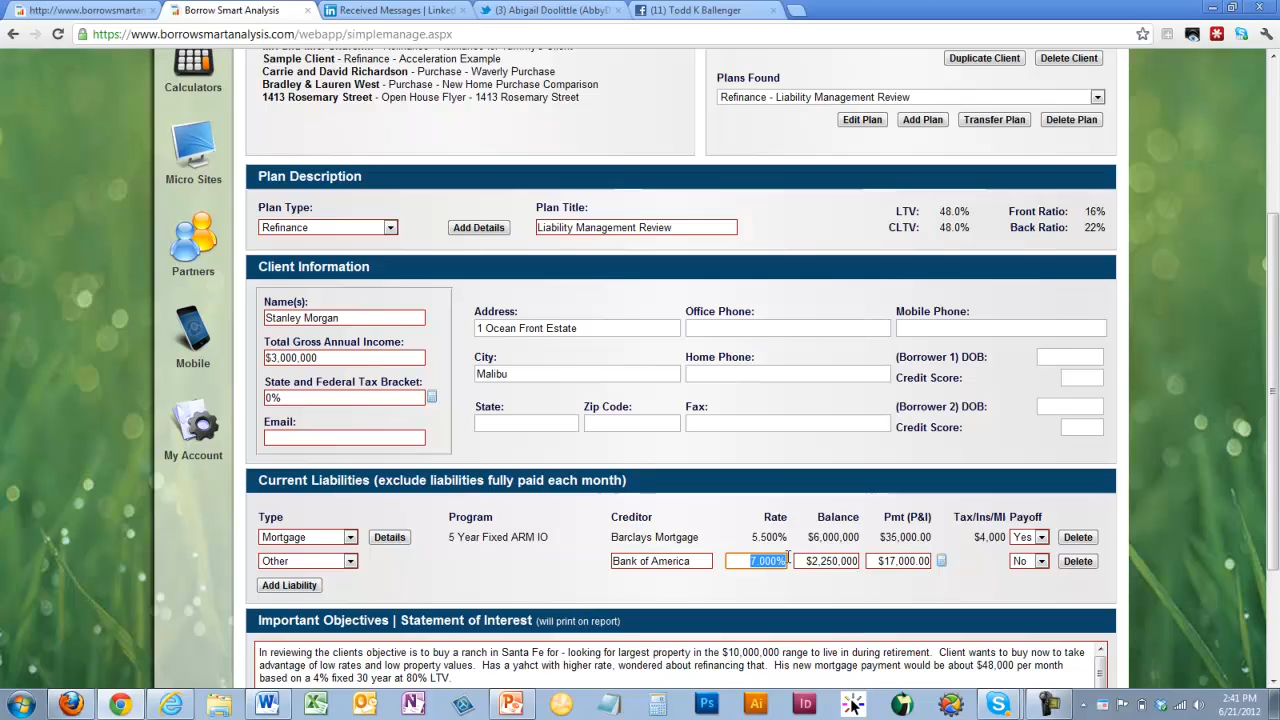 http://www.borrowsmartan
Borrow Smart Analysis
Received Messages | Linked
(3) Abigail Doolittle (AbbyD
(11) Todd K Ballenger
https://www.borrowsmartanalysis.com/webapp/simplemanage.aspx
Sample Client - Refinance - Acceleration Example
Carrie and David Richardson - Purchase - Waverly Purchase
Bradley & Lauren West - Purchase - New Home Purchase Comparison
1413 Rosemary Street - Open House Flyer - 1413 Rosemary Street
Duplicate Client
Delete Client
Plans Found
Refinance - Liability Management Review
Edit Plan
Add Plan
Transfer Plan
Delete Plan
Calculators
Micro Sites
Partners
Mobile
My Account
Plan Description
Plan Type:
Plan Title:
Refinance
Add Details
Liability Management Review
LTV: 48.0% Front Ratio: 16%
CLTV: 48.0% Back Ratio: 22%
Client Information
Name(s):
Stanley Morgan
Total Gross Annual Income:
$3,000,000
State and Federal Tax Bracket:
0%
Email:
Address:
Office Phone:
Mobile Phone:
1 Ocean Front Estate
City:
Home Phone:
(Borrower 1) DOB:
Malibu
Credit Score:
State:
Zip Code:
Fax:
(Borrower 2) DOB:
Credit Score:
Current Liabilities (exclude liabilities fully paid each month)
Type Program Creditor Rate Balance Pmt (P&I) Tax/Ins/MI Payoff
Mortgage Details 5 Year Fixed ARM IO Barclays Mortgage 5.500% $6,000,000 $35,000.00 $4,000 Yes Delete
Other Bank of America 7.000% $2,250,000 $17,000.00 No Delete
Add Liability
Important Objectives | Statement of Interest (will print on report)
In reviewing the clients objective is to buy a ranch in Santa Fe for - looking for largest property in the $10,000,000 range to live in during retirement. Client wants to buy now to take
advantage of low rates and low property values. Has a yahct with higher rate, wondered about refinancing that. His new mortgage payment would be about $48,000 per month
based on a 4% fixed 30 year at 80% LTV.
2:41 PM
6/21/2012